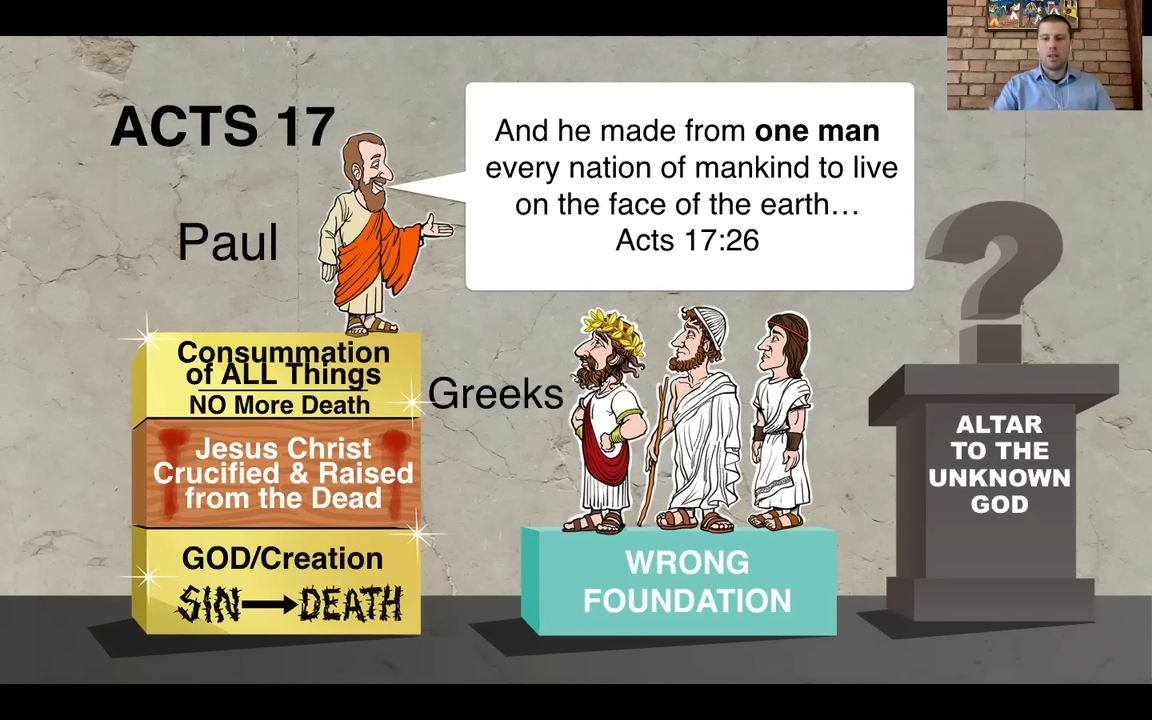 ACTS 17
Paul
And he made from one man
every nation of mankind to live
on the face of the earth…
Acts 17:26
Consummation
of ALL Things
NO More Death
Jesus Christ
Crucified & Raised
from the Dead
GOD/Creation
SIN DEATH
Greeks
WRONG
FOUNDATION
?
ALTAR
TO THE
UNKNOWN
GOD